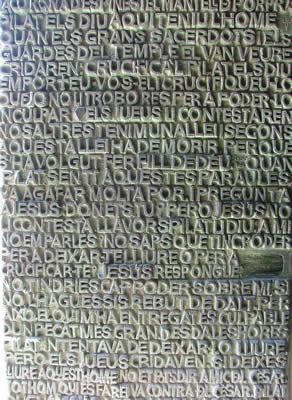 CORONA D ESPINES I EL MANTELL D PORPR
PILAT ELS DIU AQUI TENIU L HOME
QUAN ELS GRANS SACERDOTS I EL
GUARDES DEL TEMPLE EL VAN VEURE
CRIDAREN: CRUCIFICA'L PILAT ELS DIU
EMPORTEU VOS-EL I CRUCIFIQUEU-LO
QUE JO NO LI TROBO RES PER A PODER-LO
INCULPAR ELS JUEUS LI CONTESTAREN
NOSALTRES TENIM UNA LLEI I SEGONS
AQUESTA LLEI HA DE MORIR PERQUE
S HA VOLGUT FER FILL DE DEU QUAN
PILAT SENTI AQUESTES PARAULES
VA AGAFAR MOLTA POR I PREGUNTA A
JESUS: D ON ETS TU? PERO JESUS NO
LI CONTESTA LLAVORS PILAT LI DIU A MI
NO EM PARLES NO SAPS QUE TINC PODER
PER A DEIXAR-TE LLIURE O PER A
CRUCIFICAR-TE? JESUS RESPONGUE
NO TINDRIES CAP PODER SOBRE MI SI
NO L HAGUESSIS REBUT DE DALT PER
AIXO EL QUI M HA ENTREGAT ES CULPABLE
D UN PECAT MES GRAN DES D ALESHORES
PILAT INTENTAVA DE DEIXAR-LO LLIURE
PERO ELS JUEUS CRIDAVEN SI DEIXES
LLIURE AQUEST HOME NO ETS PAS AMIC DEL CESAR
TOTHOM QUI ES FA REI VA CONTRA EL CESAR. PILAT